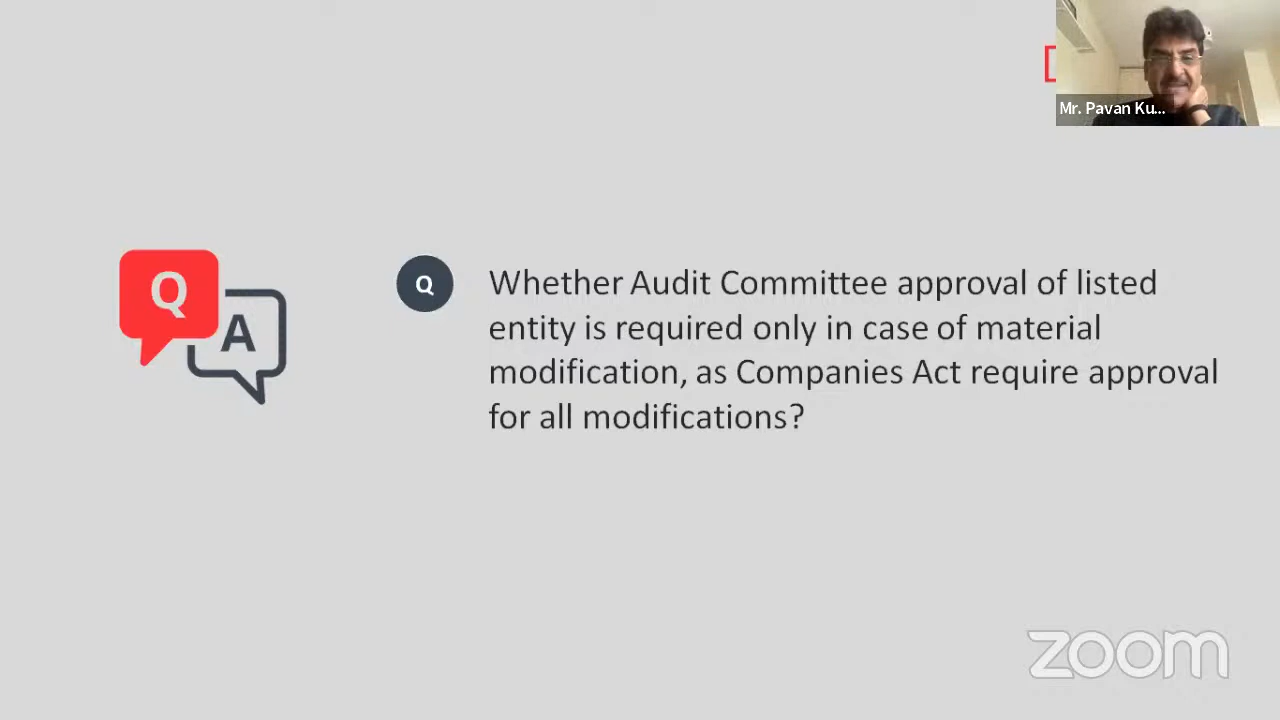 Mr. Pavan Ku...
Q
A
Q
Whether Audit Committee approval of listed
entity is required only in case of material
modification, as Companies Act require approval
for all modifications?
zoom